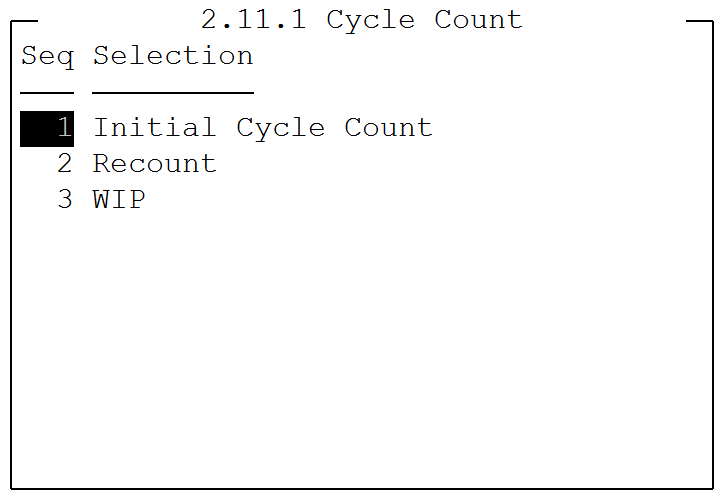 2.11.1 Cycle Count
Seq Selection
1 Initial Cycle Count
2 Recount
3 WIP